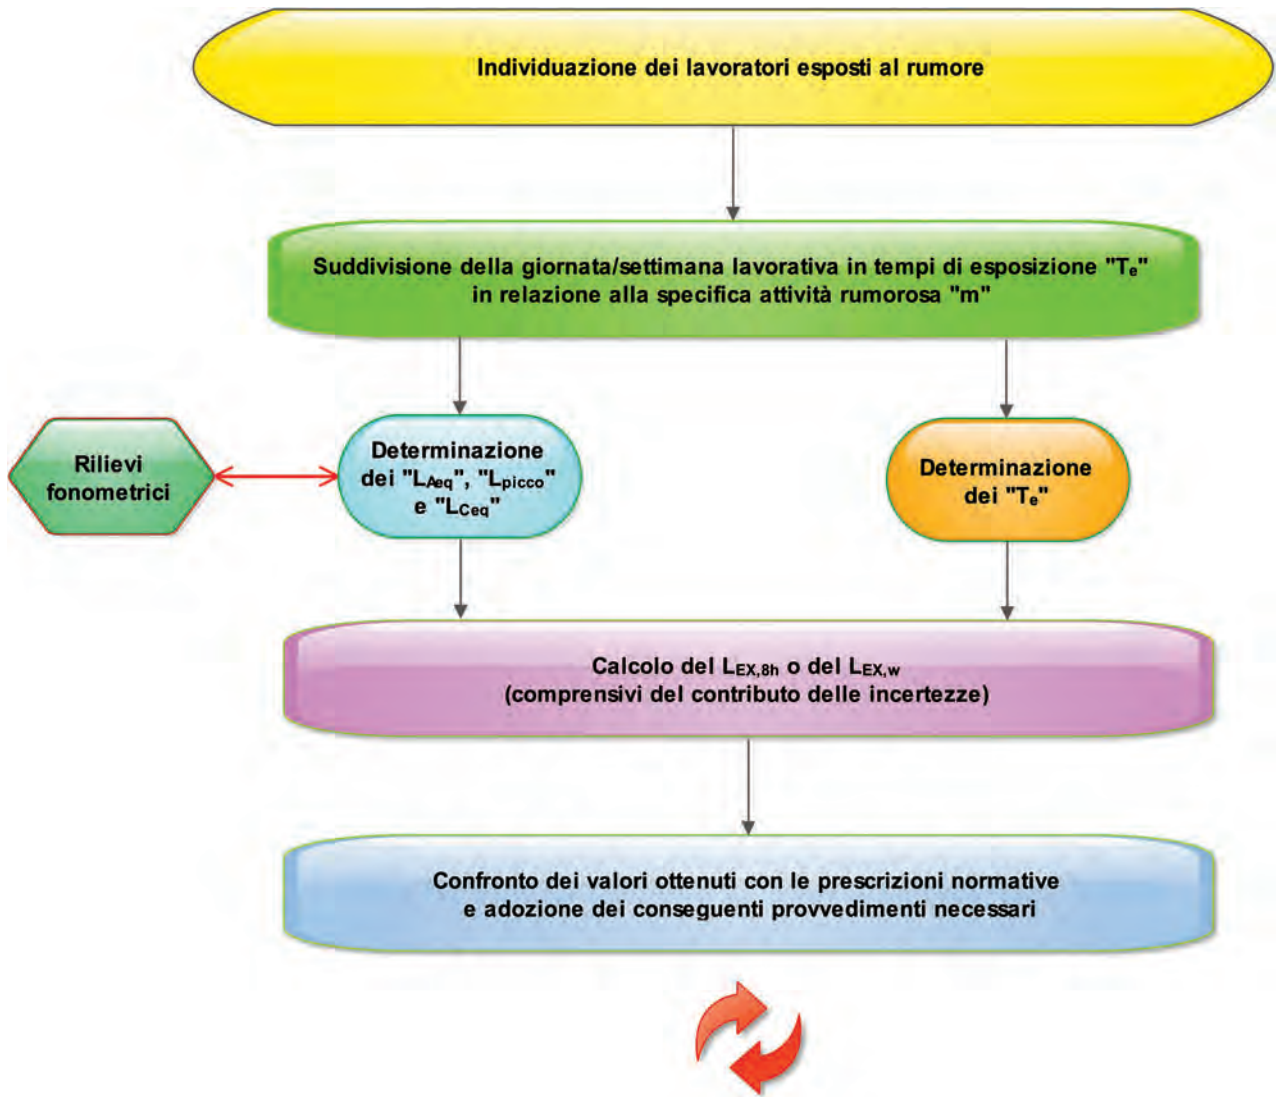 Individuazione dei lavoratori esposti al rumore
Suddivisione della giornata/settimana lavorativa in tempi di esposizione "Te"
in relazione alla specifica attività rumorosa "m"
Rilievi
fonometrici
Determinazione
dei "LAeq", "Lpicco"
e "LCeq"
Determinazione
dei "Te"
Calcolo del LEX,8h o del LEX,w
(comprensivi del contributo delle incertezze)
Confronto dei valori ottenuti con le prescrizioni normative
e adozione dei conseguenti provvedimenti necessari